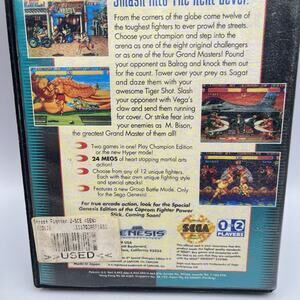 Smash Into The Next Level!
From the corners of the globe come twelve of
the toughest fighters to ever prowl the streets.
Choose your champion and step into the
arena as one of the eight original challengers
or as one of the four Grand Masters! Pound
your opponent as Balrog and knock them out
for the count. Tower over your prey as Sagat
and daze them with your
awesome Tiger Shot. Slash
your opponent with Vega's
claw and send them running
for cover. Or strike fear into
your enemies as M. Bison,
the greatest Grand Master of them all!
Two games in one! Play Champion Edition
or the new Hyper mode!
24 MEGS of heart stopping martial arts
action!
Choose from any of 12 unique fighters.
Each with their own unique fighting style
and special attacks!
Features a new Group Battle Mode. Only
for the Sega Genesis!
For true arcade action, look for the Special
Genesis Edition of the Capcom Fighter Power
Stick. Coming Soon!
GENESIS
SEGA
1 2
PLAYERS
USED
Made in Japan